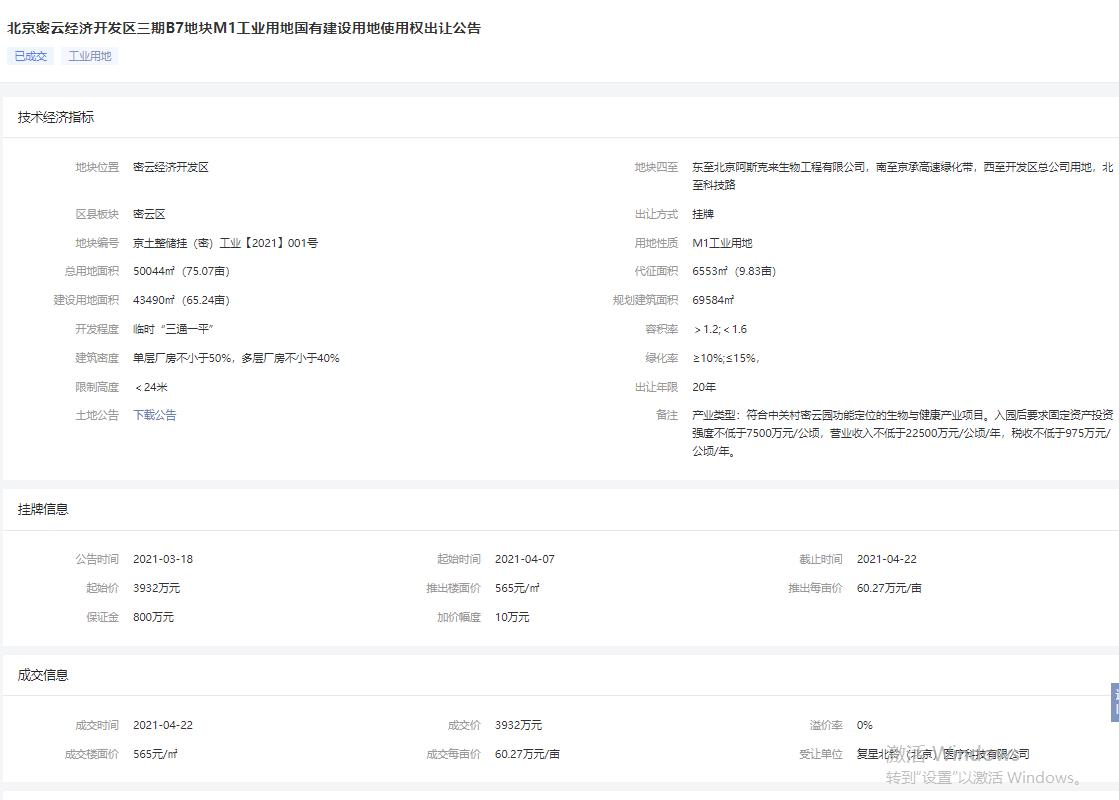 北京密云经济开发区三期B7地块M1工业用地国有建设用地使用权出让公告
已成交 工业用地
技术经济指标
地块位置 密云经济开发区 地块四至 东至北京阿斯克来生物工程有限公司，南至京承高速绿化带，西至开发区总公司用地，北
至科技路
区县板块 密云区 出让方式 挂牌
地块编号 京土整储挂（密）工业【2021】001号 用地性质 M1工业用地
总用地面积 50044㎡（75.07亩） 代征面积 6553㎡（9.83亩）
建设用地面积 43490㎡（65.24亩） 规划建筑面积 69584㎡
开发程度 临时“三通一平” 容积率 ＞1.2;＜1.6
建筑密度 单层厂房不小于50%，多层厂房不小于40% 绿化率 ≥10%;≤15%，
限制高度 ＜24米 出让年限 20年
土地公告 下载公告 备注 产业类型：符合中关村密云园功能定位的生物与健康产业项目。入园后要求固定资产投资
强度不低于7500万元/公顷，营业收入不低于22500万元/公顷/年，税收不低于975万元/
公顷/年。
挂牌信息
公告时间 2021-03-18 起始时间 2021-04-07 截止时间 2021-04-22
起始价 3932万元 推出楼面价 565元/㎡ 推出每亩价 60.27万元/亩
保证金 800万元 加价幅度 10万元
成交信息
成交时间 2021-04-22 成交价 3932万元 溢价率 0%
成交楼面价 565元/㎡ 成交每亩价 60.27万元/亩 受让单位 复星北铃（北京）医疗科技有限公司
激活 Windows
转到“设置”以激活 Windows。